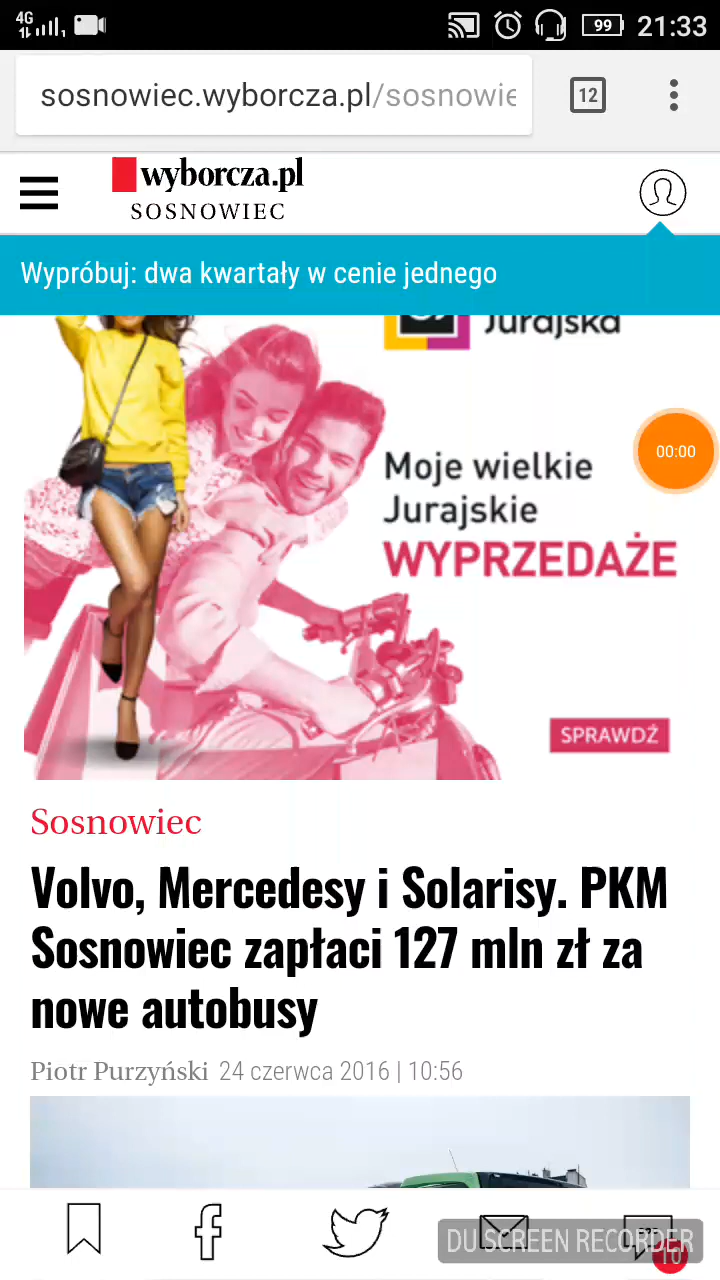 4G 99 21:33
sosnowiec.wyborcza.pl/sosnowie
12
wyborcza.pl
SOSNOWIEC
Wypróbuj: dwa kwartały w cenie jednego
Jurajska
00:00
Moje wielkie
Jurajskie
WYPRZEDAŻE
SPRAWDŹ
Sosnowiec
Volvo, Mercedesy i Solarisy. PKM
Sosnowiec zapłaci 127 mln zł za
nowe autobusy
Piotr Purzyński 24 czerwca 2016 | 10:56
DU SCREEN RECORDER
10